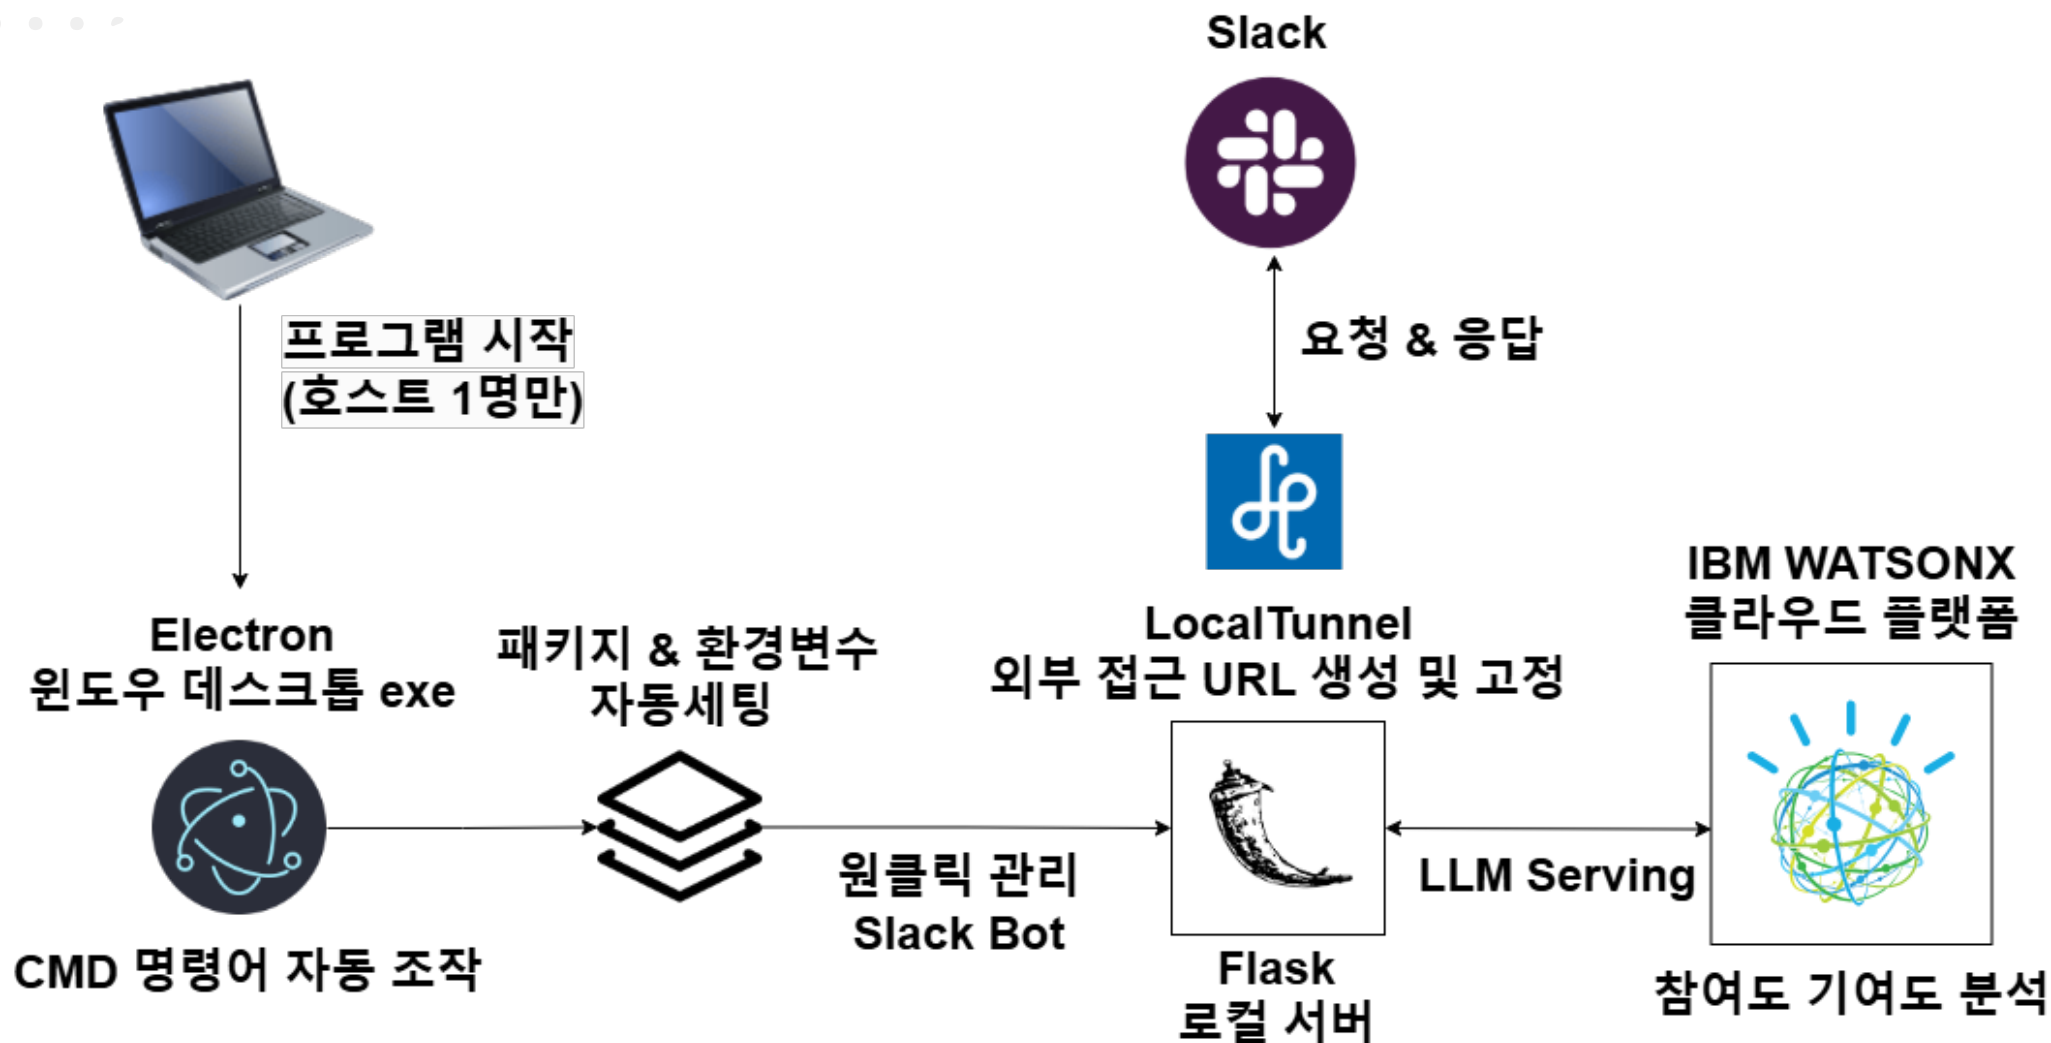 Slack
프로그램 시작
(호스트 1명만)
요청 & 응답
Electron
윈도우 데스크톱 exe
패키지 & 환경변수
자동세팅
LocalTunnel
외부 접근 URL 생성 및 고정
IBM WATSONX
클라우드 플랫폼
원클릭 관리
Slack Bot
LLM Serving
CMD 명령어 자동 조작
Flask
로컬 서버
참여도 기여도 분석